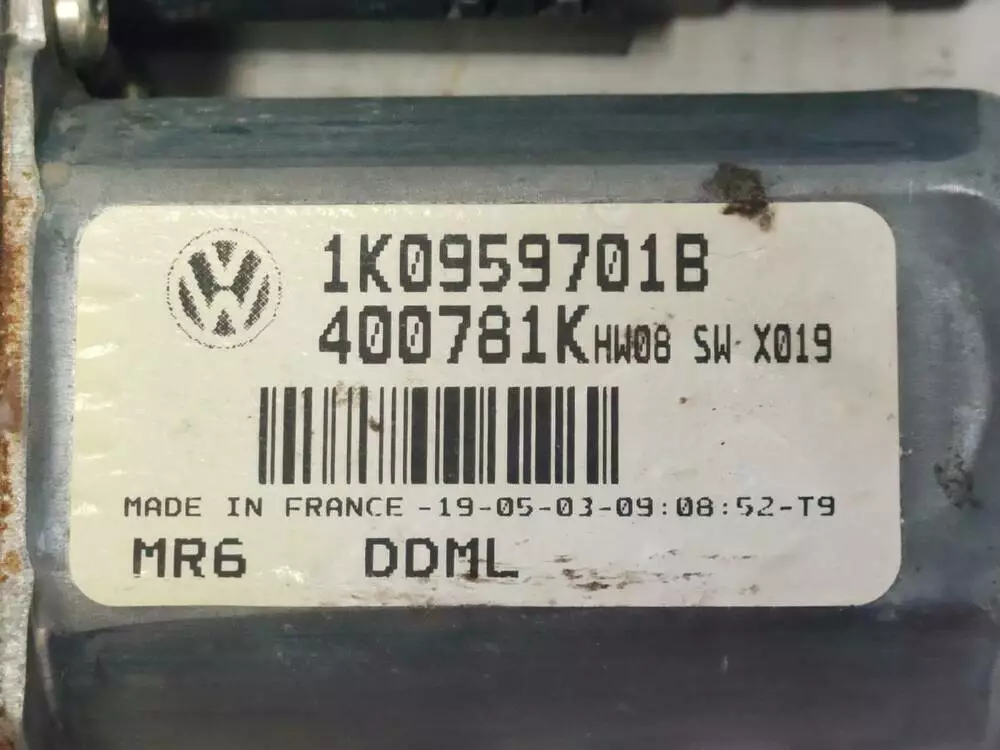 1K0959701B
400781K HW08 SW X019
MADE IN FRANCE -19-05-03-09:08:52-T9
MR6 DDML